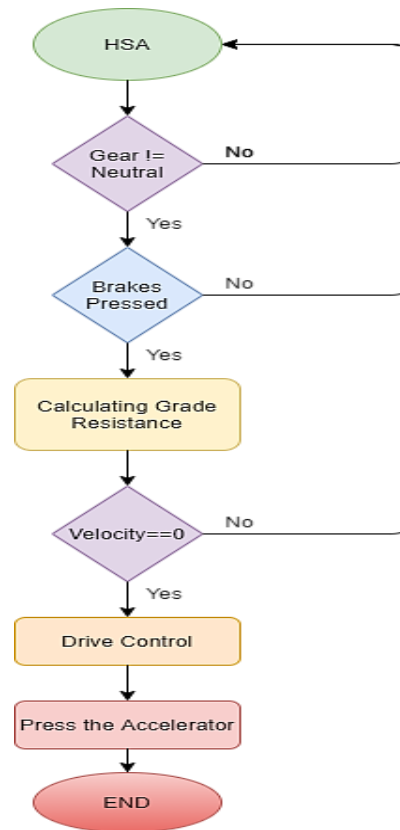 HSA
Gear !=
Neutral
No
Yes
Brakes
Pressed
No
Yes
Calculating Grade
Resistance
Velocity==0
No
Yes
Drive Control
Press the Accelerator
END